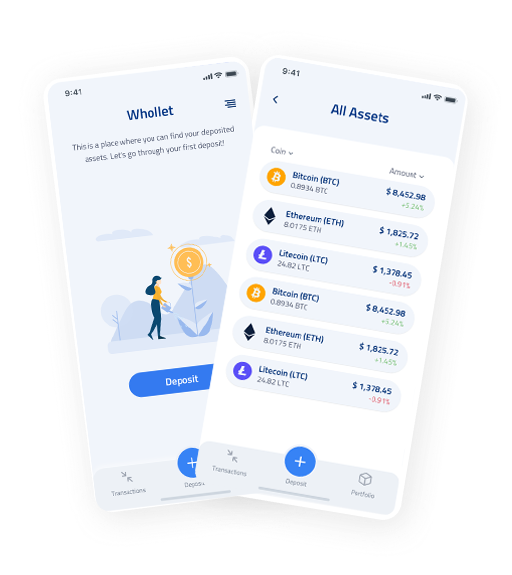 9:41
Whollet
This is a place where you can find your deposited
assets. Let's go through your first deposit!
$
Deposit
Transactions
Deposit
9:41
All Assets
Coin
Amount
Bitcoin (BTC)
$ 8,452.98
0.8934 BTC
+5.24%
Ethereum (ETH)
$ 1,825.72
8.0175 ETH
+1.45%
Litecoin (LTC)
$ 1,378.45
24.82 LTC
-3.91%
Bitcoin (BTC)
$ 8,452.98
0.8934 BTC
+5.24%
Ethereum (ETH)
$ 1,825.72
8.0175 ETH
+1.45%
Litecoin (LTC)
$ 1,378.45
24.82 LTC
-3.91%
Transactions
Deposit
Portfolio